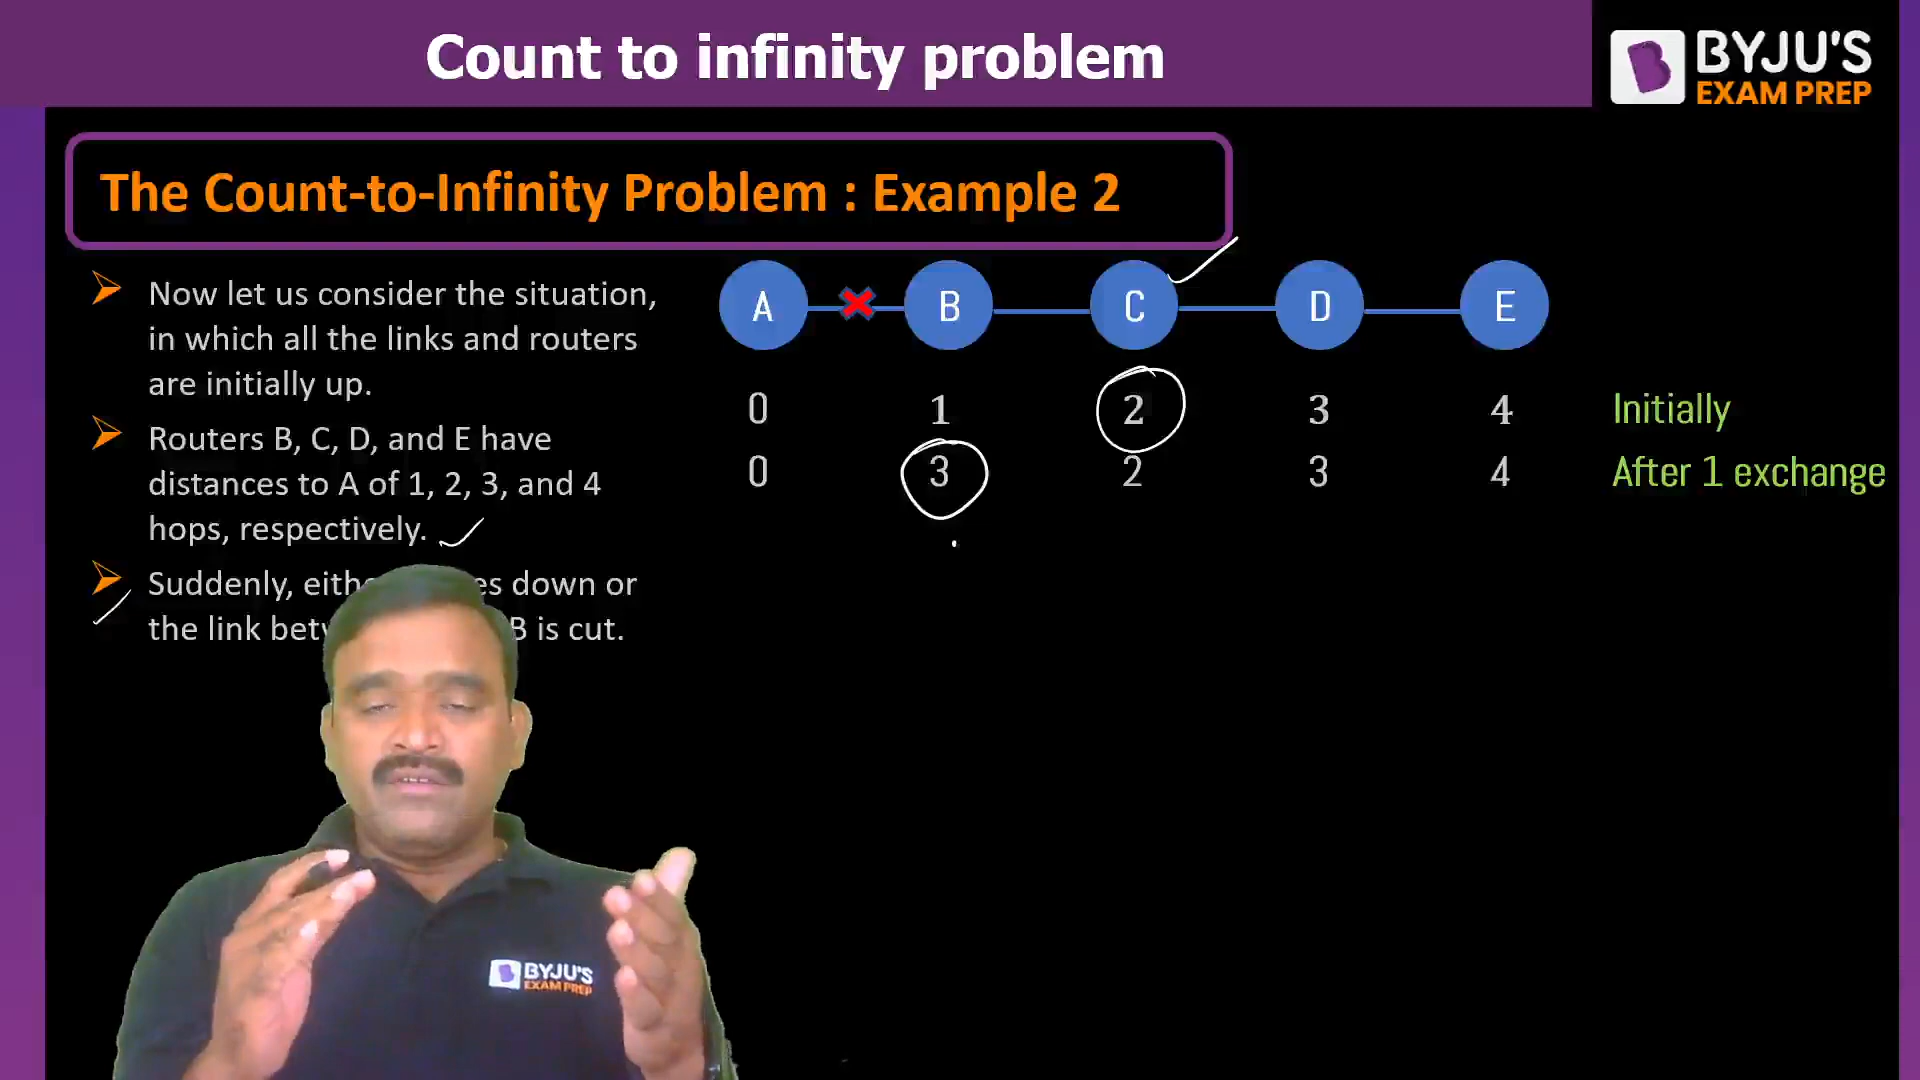 Count to infinity problem
BYJU'S
EXAM PREP
The Count-to-Infinity Problem : Example 2
Now let us consider the situation,
in which all the links and routers
are initially up.
Routers B, C, D, and E have
distances to A of 1, 2, 3, and 4
hops, respectively.
Suddenly, down or
the link B is cut.
A B C D E
0 1 2 3 4 Initially
0 3 2 3 4 After 1 exchange
BYJU'S
EXAM PREP